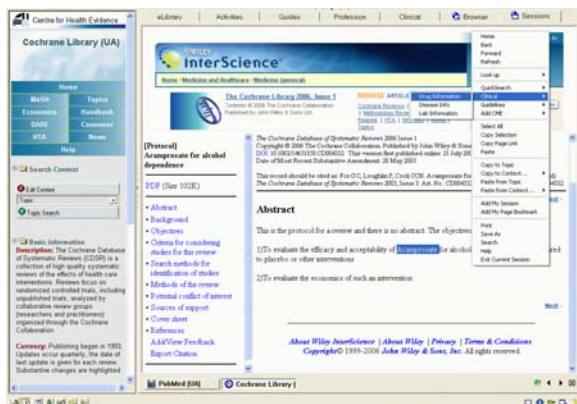 Centre for Health Evidence
eLibrary
Activities
Guides
Profession
Clinical
Browser
Sessions
Cochrane Library (UA)
Home
MeSH
Topics
Economics
Handbook
DARE
Consumer
HTA
News
Help
Search Context
Edit Context
Topic
Topic Search
Basic information
Description: The Cochrane Database
of Systematic Reviews (CDSR) is a
collection of high quality systematic
reviews of the effects of health care
interventions. Reviews focus on
randomized controlled trials, including
unpublished trials, analyzed by
collaborative review groups
(researchers and practitioners)
organized through the Cochrane
Collaboration.
Currency: Publishing began in 1993.
Updates occur quarterly, the date of
last update is given for each review.
Substantive changes are highlighted
WILEY
InterScience
Home
Medicine and Healthcare
Medicine (general)
The Cochrane Library 2006, Issue 1
Contents © 2006 The Cochrane Collaboration
Published by John Wiley & Sons Ltd.
BROWSE
Cochrane Reviews
Topics
[Protocol]
Acamprosate for alcohol
dependence
PDF (Size 102K)
Abstract
Background
Objectives
Criteria for considering
studies for this review
Search methods for
identification of studies
Methods of the review
Potential conflict of interest
Sources of support
Cover sheet
References
Add/View Feedback
Export Citation
The Cochrane Database of Systematic Reviews 2006 Issue 1
Copyright © 2006 The Cochrane Collaboration. Published by John Wiley & Sons
This version first published online: 21 July 200
Date of Most Recent Substantive Amendment: 20 May 2003
Abstract
This is the protocol for a review and there is no abstract. The objectives
1)To evaluate the efficacy and acceptability of Acamprosate for alcohol
to placebo or other interventions
2)To evaluate the economics of such an intervention
Next
About Wiley InterScience | About Wiley | Privacy | Terms & Conditions
Copyright© 1999-2006 John Wiley & Sons, Inc. All rights reserved.
Home
Back
Forward
Refresh
Look up
QuickSearch
Clinical
Guidelines
Add CME
Drug Information
Disease Info
Lab Information
Select All
Copy Selection
Copy Page Link
Paste
Copy to Topic
Copy to Context...
Paste from Topic
Paste from Context...
Add My Session
Add My Page Bookmark
Print
Save As
Search
Help
Exit Current Session
PubMed (UA)
Cochrane Library (